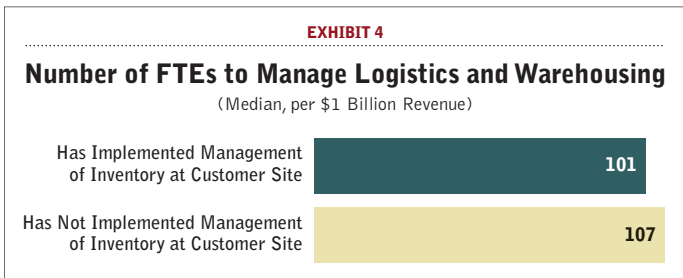 EXHIBIT 4
Number of FTEs to Manage Logistics and Warehousing
(Median, per $1 Billion Revenue)
Has Implemented Management
of Inventory at Customer Site
101
Has Not Implemented Management
of Inventory at Customer Site
107